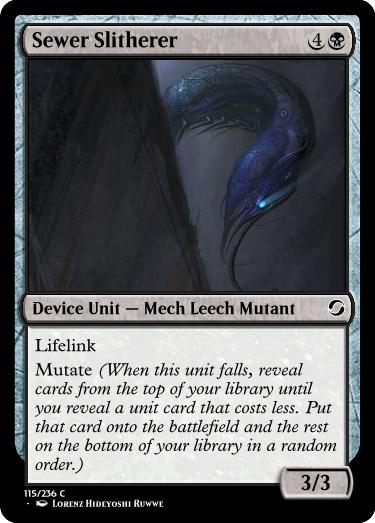 Sewer Slitherer 4
Device Unit — Mech Leech Mutant
Lifelink
Mutate (When this unit falls, reveal
cards from the top of your library until
you reveal a unit card that costs less. Put
that card onto the battlefield and the rest
on the bottom of your library in a random
order.)
3/3
115/236 C
· Lorenz Hideyoshi Ruwwe